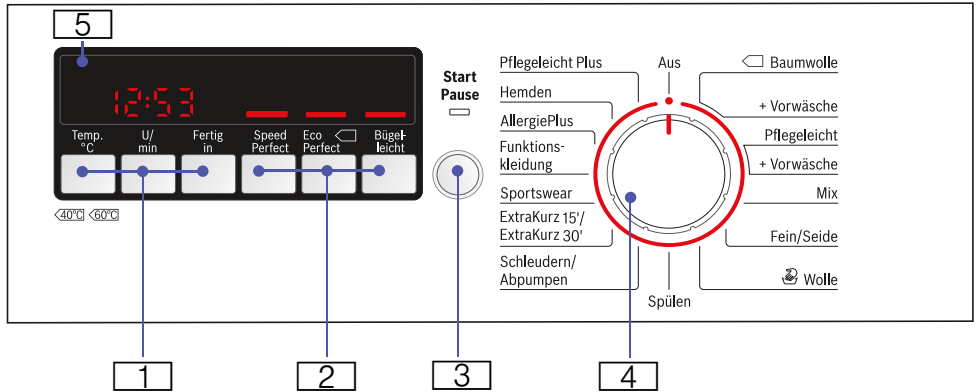 5
12:53
Temp.
°C
U/
min
Fertig
in
Speed
Perfect
Eco
Perfect
Bügel-
leicht
40°C 60°C
Start
Pause
Pflegeleicht Plus
Hemden
AllergiePlus
Funktions-
kleidung
Sportswear
ExtraKurz 15'/
ExtraKurz 30'
Schleudern/
Abpumpen
Aus
Spülen
Baumwolle
+ Vorwäsche
Pflegeleicht
+ Vorwäsche
Mix
Fein/Seide
Wolle
1
2
3
4